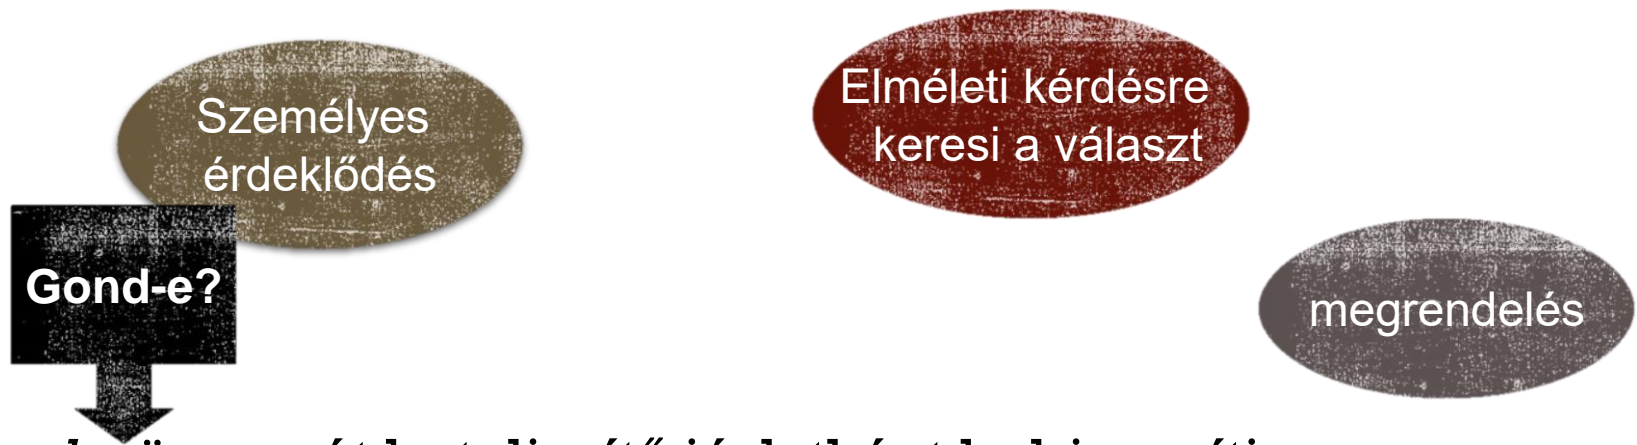 Személyes
érdeklődés
Elméleti kérdésre
keresi a választ
Gond-e?
megrendelés